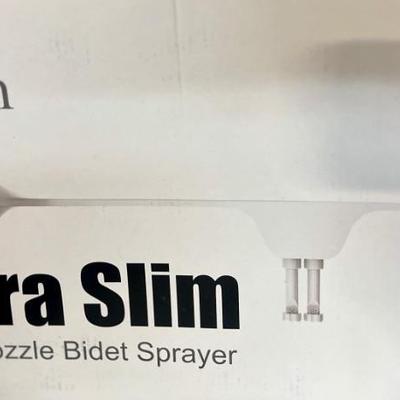 n
ra Slim
ozzle Bidet Sprayer